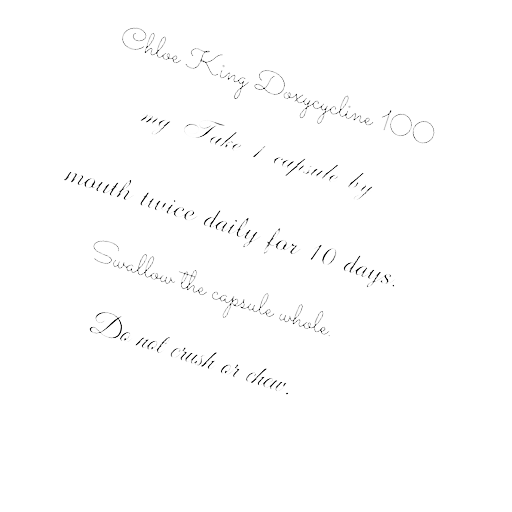 Chloe King Doxycycline 100
mg Take 1 capsule by
mouth twice daily for 10 days.
Swallow the capsule whole.
Do not crush or chew.